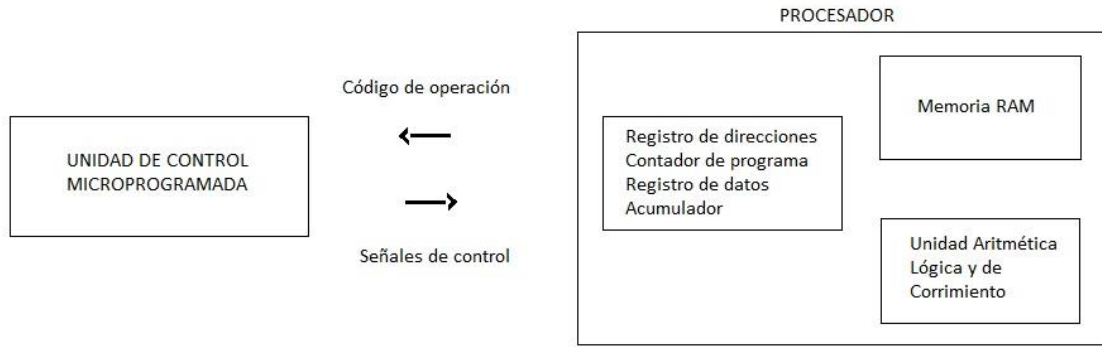 PROCESADOR
Código de operación
Memoria RAM
Registro de direcciones
Contador de programa
Registro de datos
Acumulador
UNIDAD DE CONTROL
MICROPROGRAMADA
Señales de control
Unidad Aritmética
Lógica y de
Corrimiento